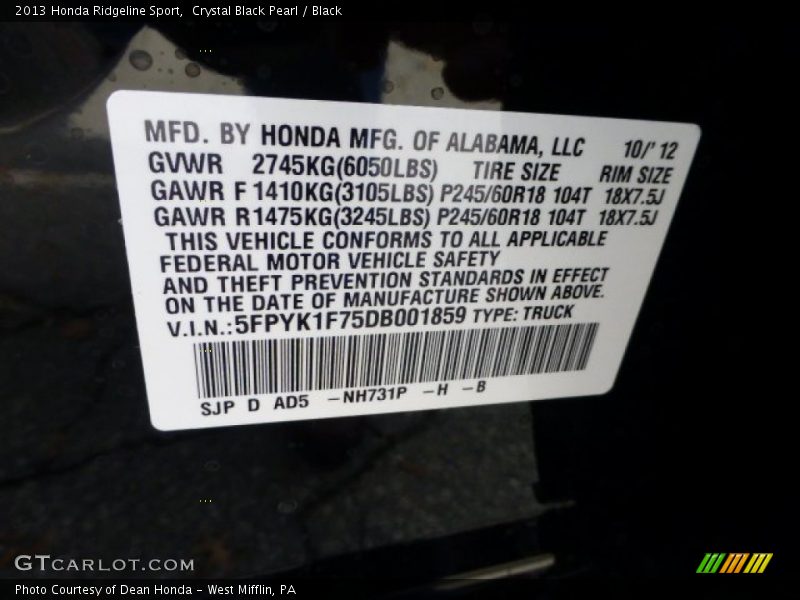 2013 Honda Ridgeline Sport,  Crystal Black Pearl / Black
MFD. BY HONDA MFG. OF ALABAMA, LLC 10/'12
GVWR 2745KG(6050LBS) TIRE SIZE RIM SIZE
GAWR F 1410KG(3105LBS) P245/60R18 104T 18X7.5J
GAWR R1475KG(3245LBS) P245/60R18 104T 18X7.5J
THIS VEHICLE CONFORMS TO ALL APPLICABLE
FEDERAL MOTOR VEHICLE SAFETY
AND THEFT PREVENTION STANDARDS IN EFFECT
ON THE DATE OF MANUFACTURE SHOWN ABOVE.
V.I.N.:5FPYK1F75DB001859 TYPE: TRUCK
SJP D AD5 -NH731P -H -B
GTCARLOT.COM
Photo Courtesy of Dean Honda - West Mifflin, PA